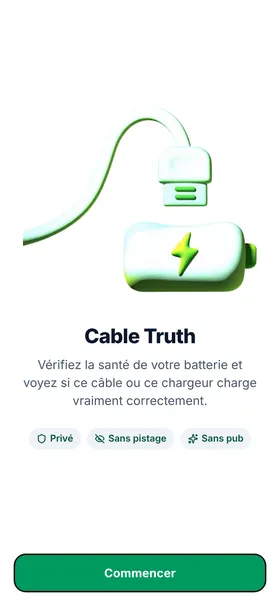 Cable Truth
Vérifiez la santé de votre batterie et
voyez si ce câble ou ce chargeur charge
vraiment correctement.
Privé
Sans pistage
Sans pub
Commencer